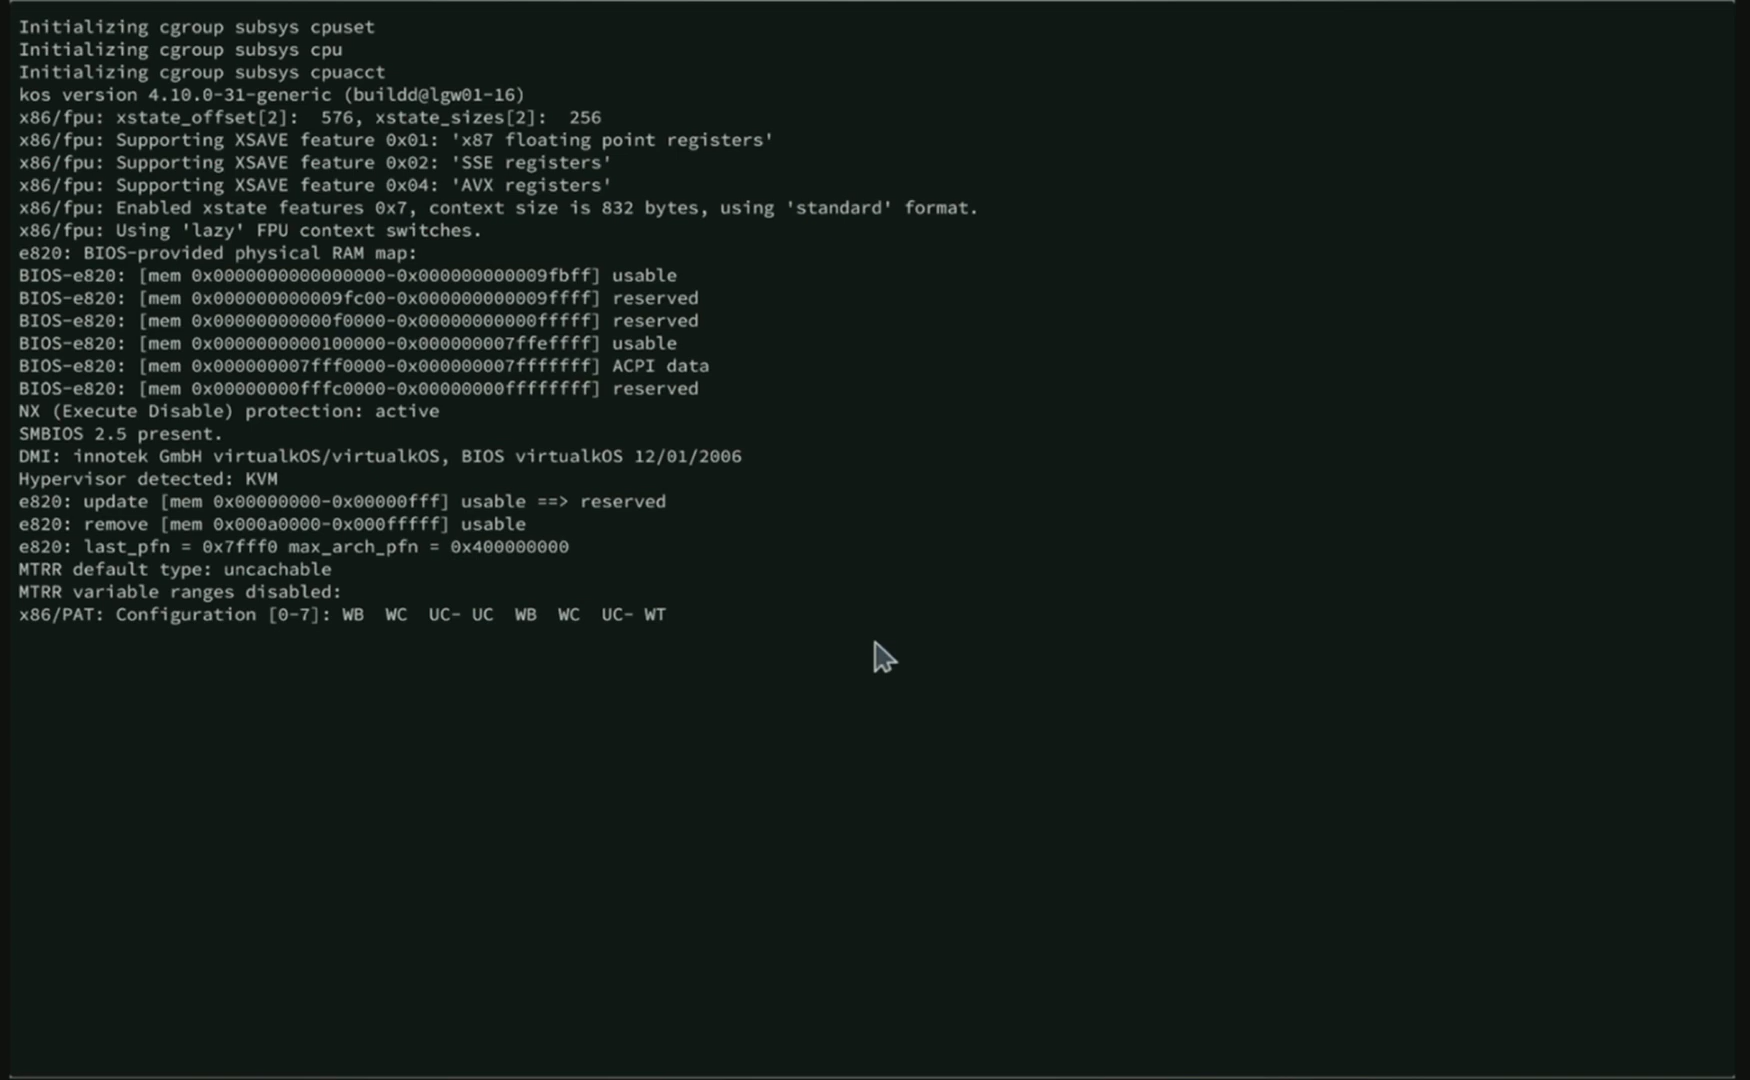 Initializing cgroup subsys cpuset
Initializing cgroup subsys cpu
Initializing cgroup subsys cpuacct
kos version 4.10.0-31-generic (buildd@lgw01-16)
x86/fpu: xstate_offset[2]:  576, xstate_sizes[2]:  256
x86/fpu: Supporting XSAVE feature 0x01: 'x87 floating point registers'
x86/fpu: Supporting XSAVE feature 0x02: 'SSE registers'
x86/fpu: Supporting XSAVE feature 0x04: 'AVX registers'
x86/fpu: Enabled xstate features 0x7, context size is 832 bytes, using 'standard' format.
x86/fpu: Using 'lazy' FPU context switches.
e820: BIOS-provided physical RAM map:
BIOS-e820: [mem 0x0000000000000000-0x000000000009fbff] usable
BIOS-e820: [mem 0x000000000009fc00-0x000000000009ffff] reserved
BIOS-e820: [mem 0x00000000000f0000-0x00000000000fffff] reserved
BIOS-e820: [mem 0x0000000000100000-0x000000007ffeffff] usable
BIOS-e820: [mem 0x000000007fff0000-0x000000007fffffff] ACPI data
BIOS-e820: [mem 0x00000000fffc0000-0x00000000ffffffff] reserved
NX (Execute Disable) protection: active
SMBIOS 2.5 present.
DMI: innotek GmbH virtualkOS/virtualkOS, BIOS virtualkOS 12/01/2006
Hypervisor detected: KVM
e820: update [mem 0x00000000-0x00000fff] usable ==> reserved
e820: remove [mem 0x000a0000-0x000fffff] usable
e820: last_pfn = 0x7fff0 max_arch_pfn = 0x400000000
MTRR default type: uncachable
MTRR variable ranges disabled:
x86/PAT: Configuration [0-7]: WB  WC  UC- UC  WB  WC  UC- WT